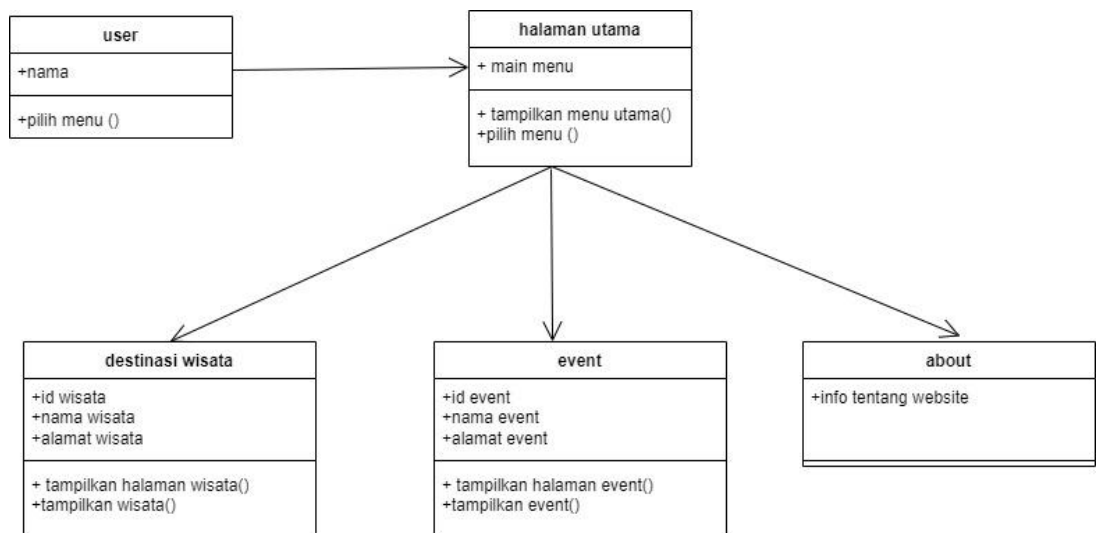 user
+nama
+pilih menu ()
halaman utama
+ main menu
+ tampilkan menu utama()
+pilih menu ()
destinasi wisata
+id wisata
+nama wisata
+alamat wisata
+ tampilkan halaman wisata()
+tampilkan wisata()
event
+id event
+nama event
+alamat event
+ tampilkan halaman event()
+tampilkan event()
about
+info tentang website